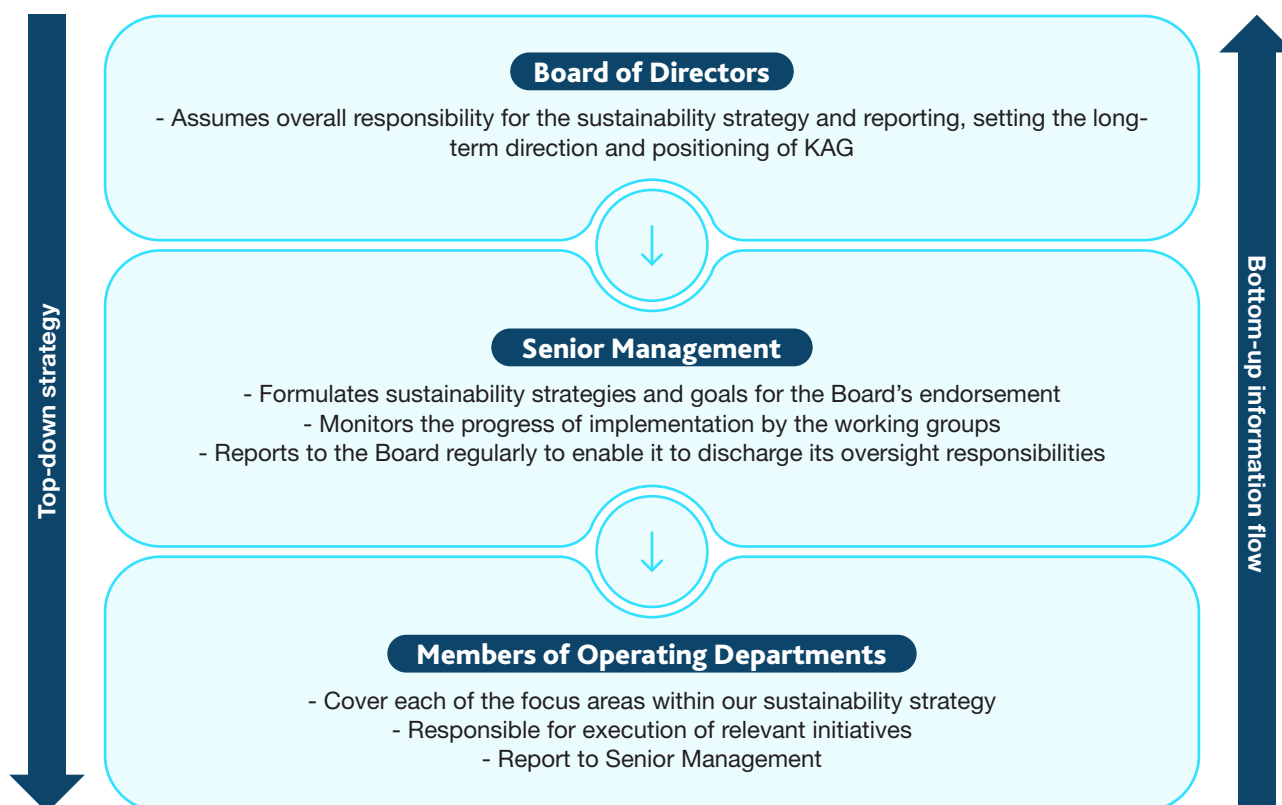 Top-down strategy
Board of Directors
- Assumes overall responsibility for the sustainability strategy and reporting, setting the long-
term direction and positioning of KAG
Senior Management
- Formulates sustainability strategies and goals for the Board’s endorsement
- Monitors the progress of implementation by the working groups
- Reports to the Board regularly to enable it to discharge its oversight responsibilities
Members of Operating Departments
- Cover each of the focus areas within our sustainability strategy
- Responsible for execution of relevant initiatives
- Report to Senior Management
Bottom-up information flow